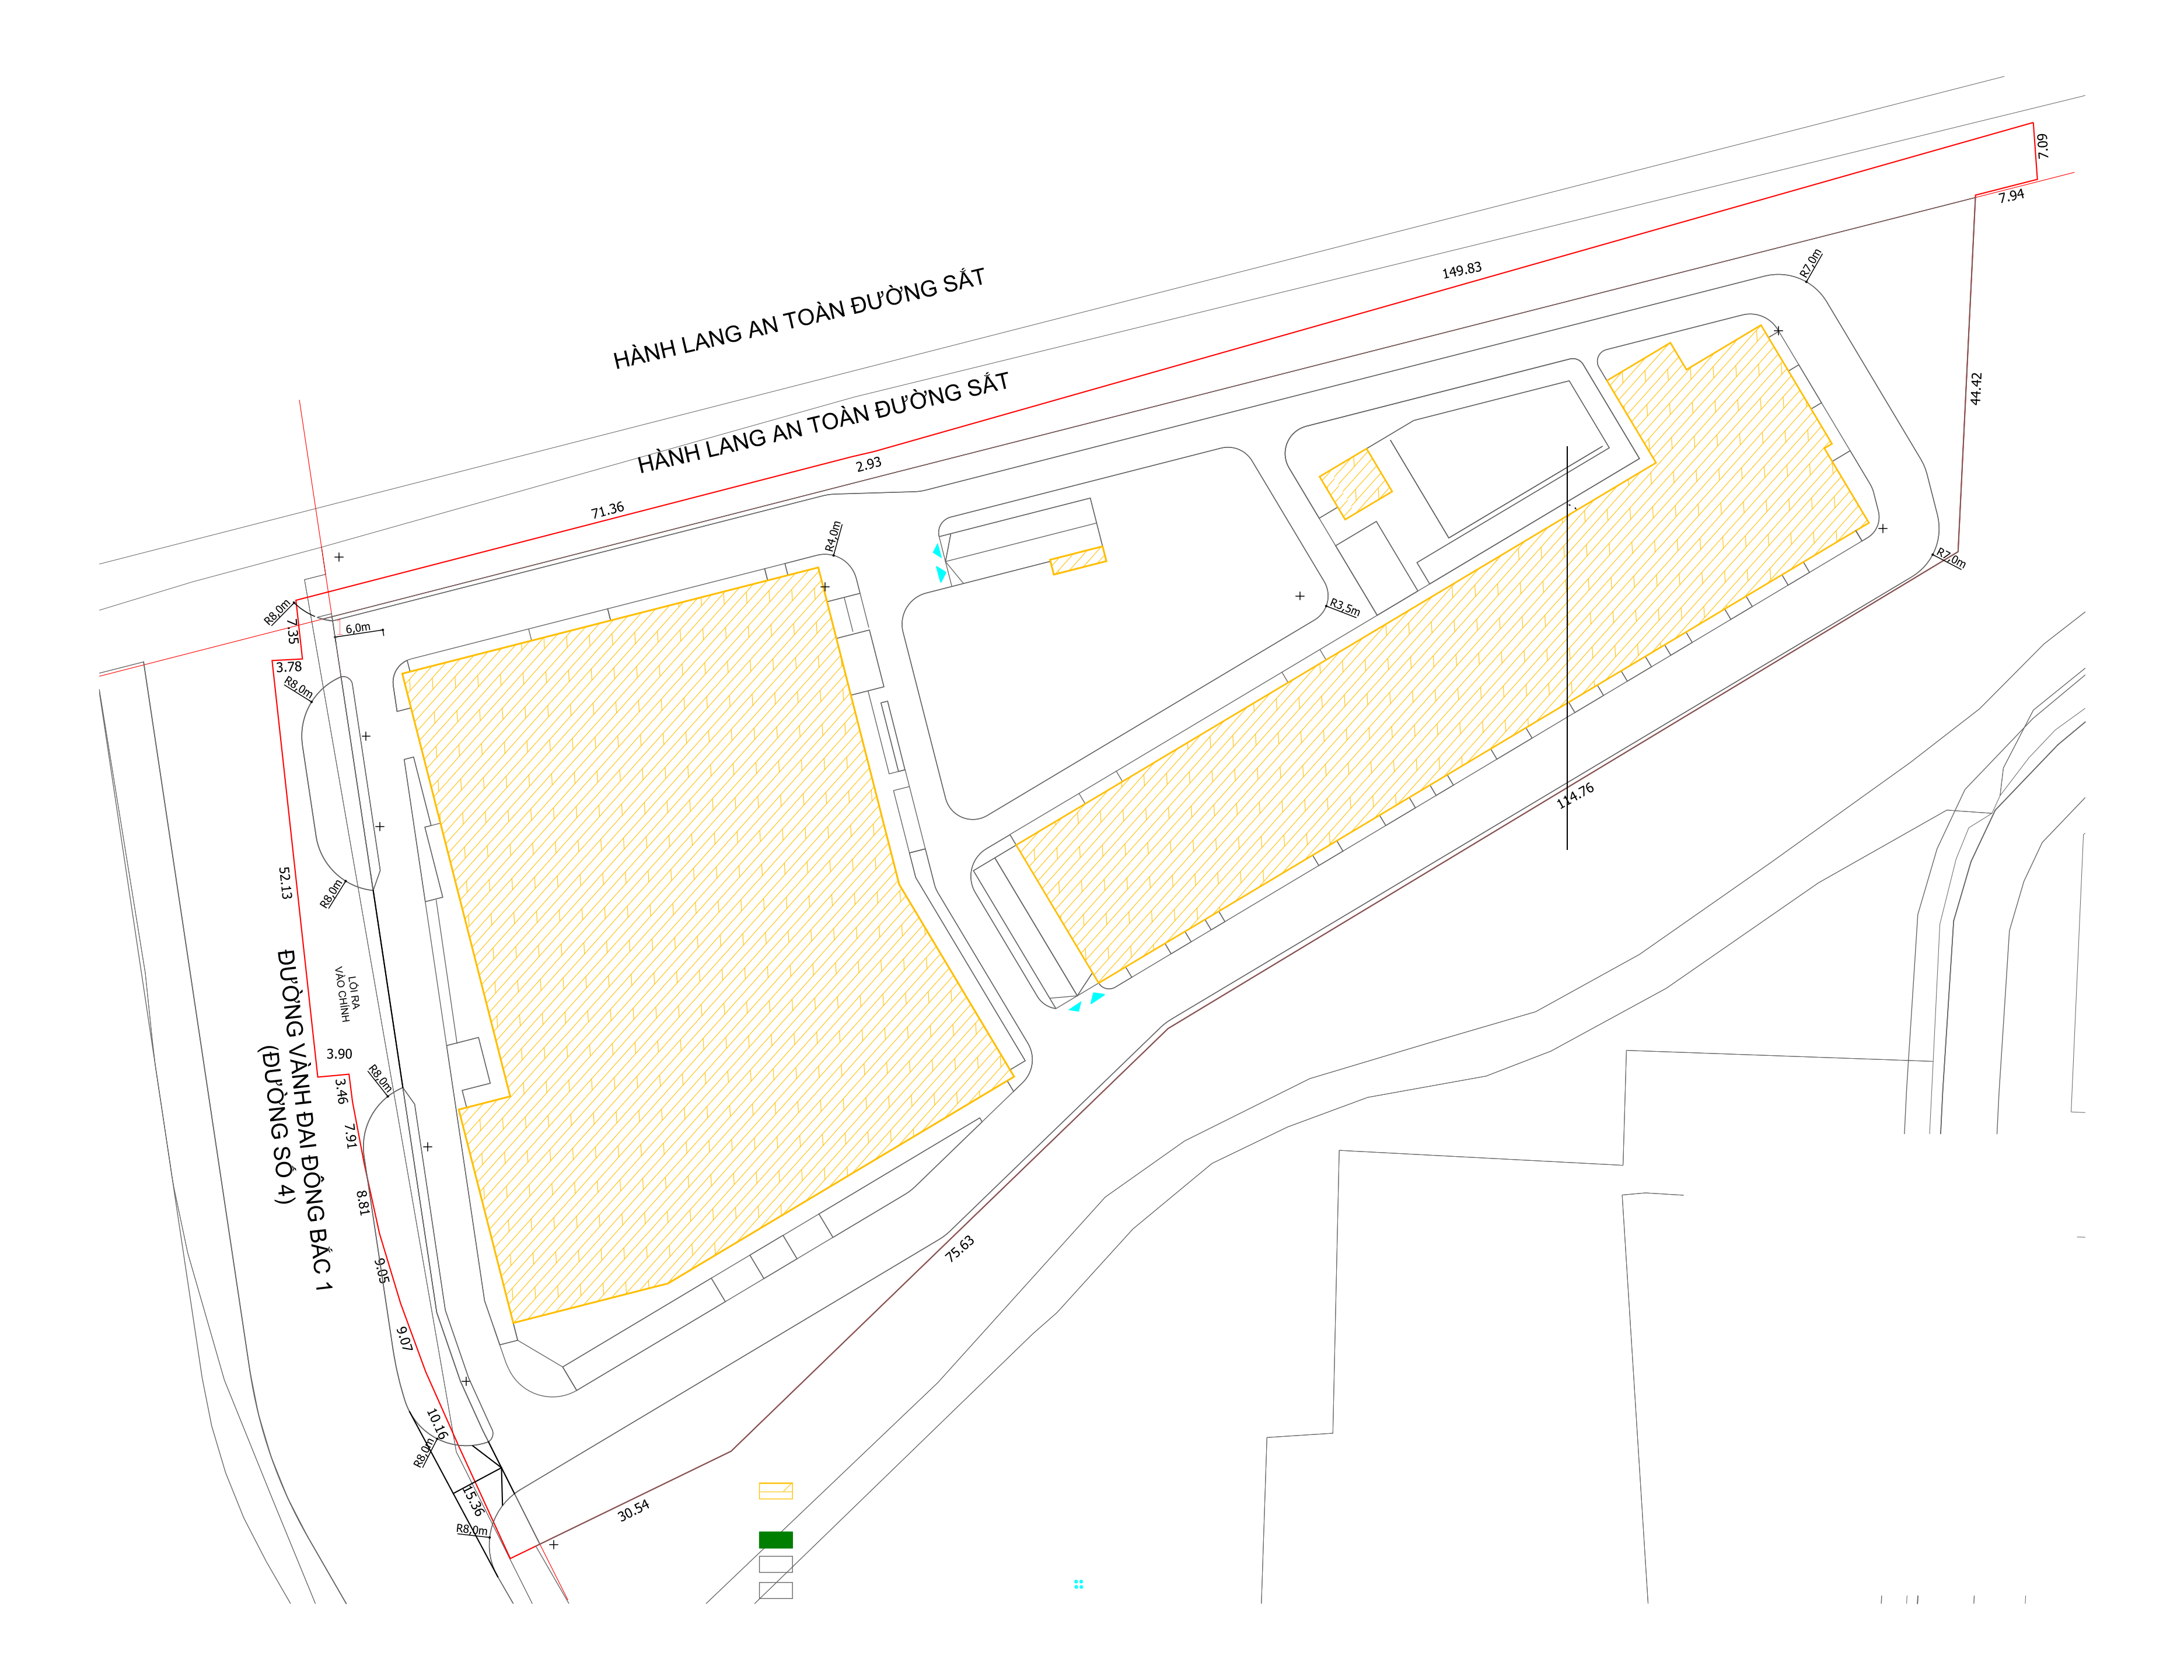 7.09
7.94
149.83
R7,0m
HÀNH LANG AN TOÀN ĐƯỜNG SẮT
HÀNH LANG AN TOÀN ĐƯỜNG SẮT
2.93
44.42
71.36
R4,0m
R7,0m
R8,0m
7.35
6,0m
R3,5m
3.78
R8,0m
114.76
52.13
R8,0m
LỐI RA
VÀO CHÍNH
ĐƯỜNG VÀNH ĐAI ĐÔNG BẮC 1
(ĐƯỜNG SỐ 4)
3.90
R8,0m
3.46
7.91
8.81
9.05
75.63
9.07
10.16
R8,0m
15.36
30.54
R8,0m